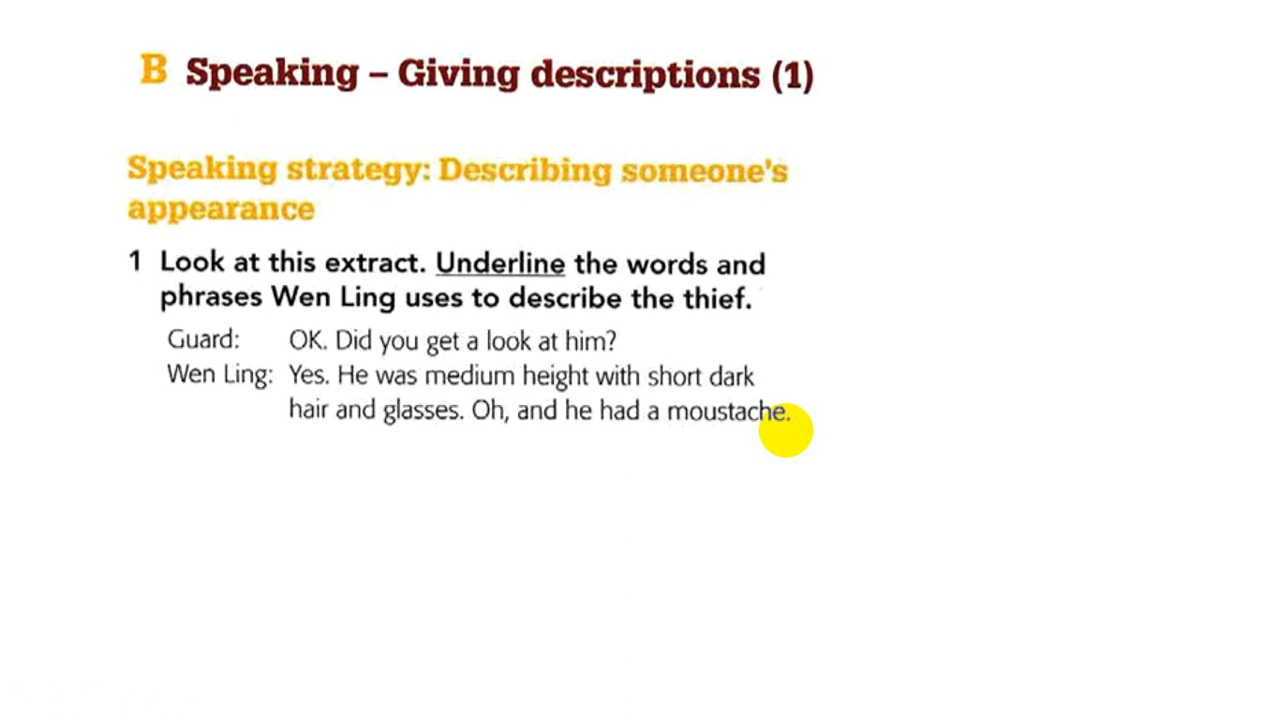 B Speaking – Giving descriptions (1)
Speaking strategy: Describing someone's
appearance
1 Look at this extract. Underline the words and
phrases Wen Ling uses to describe the thief.
Guard: OK. Did you get a look at him?
Wen Ling: Yes. He was medium height with short dark
hair and glasses. Oh, and he had a moustache.